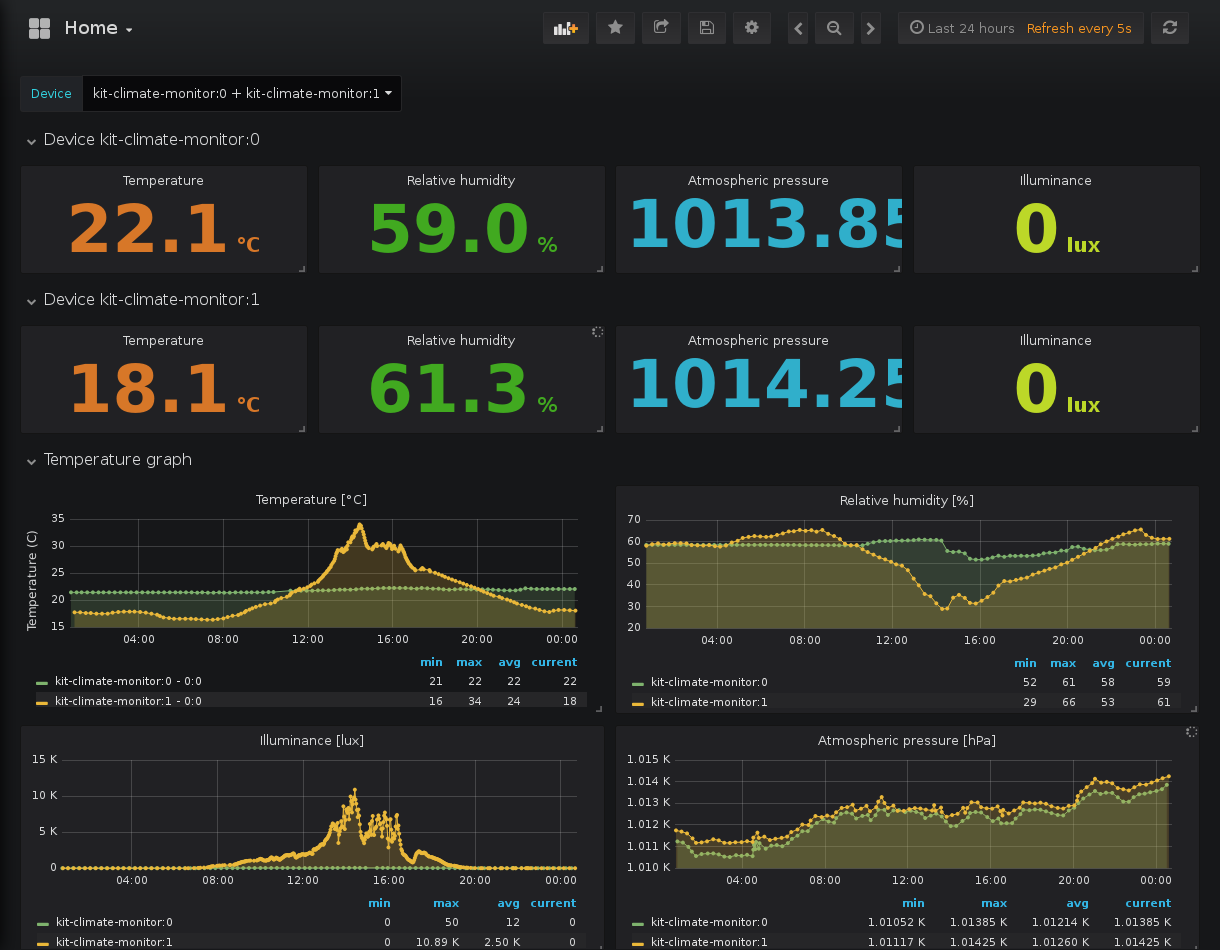 Home
Last 24 hours Refresh every 5s
Device kit-climate-monitor:0 + kit-climate-monitor:1
Device kit-climate-monitor:0
Temperature Relative humidity Atmospheric pressure Illuminance
22.1 °C 59.0 % 1013.85 0 lux
Device kit-climate-monitor:1
Temperature Relative humidity Atmospheric pressure Illuminance
18.1 °C 61.3 % 1014.25 0 lux
Temperature graph
Temperature [°C]
Temperature (C)
35
30
25
20
15
04:00 08:00 12:00 16:00 20:00 00:00
min max avg current
kit-climate-monitor:0 - 0:0 21 22 22 22
kit-climate-monitor:1 - 0:0 16 34 24 18
Relative humidity [%]
70
60
50
40
30
20
04:00 08:00 12:00 16:00 20:00 00:00
min max avg current
kit-climate-monitor:0 52 61 58 59
kit-climate-monitor:1 29 66 53 61
Illuminance [lux]
15 K
10 K
5 K
0
04:00 08:00 12:00 16:00 20:00 00:00
min max avg current
kit-climate-monitor:0 0 50 12 0
kit-climate-monitor:1 0 10.89 K 2.50 K 0
Atmospheric pressure [hPa]
1.015 K
1.014 K
1.013 K
1.012 K
1.011 K
1.010 K
04:00 08:00 12:00 16:00 20:00 00:00
min max avg current
kit-climate-monitor:0 1.01052 K 1.01385 K 1.01214 K 1.01385 K
kit-climate-monitor:1 1.01117 K 1.01425 K 1.01260 K 1.01425 K